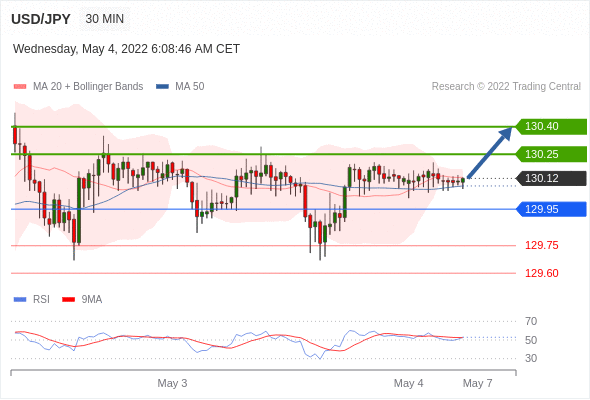 USD/JPY 30 MIN
Wednesday, May 4, 2022 6:08:46 AM CET
MA 20 + Bollinger Bands MA 50 Research © 2022 Trading Central
130.40
130.25
130.12
129.95
129.75
129.60
RSI 9MA
70
50
30
May 3 May 4 May 7